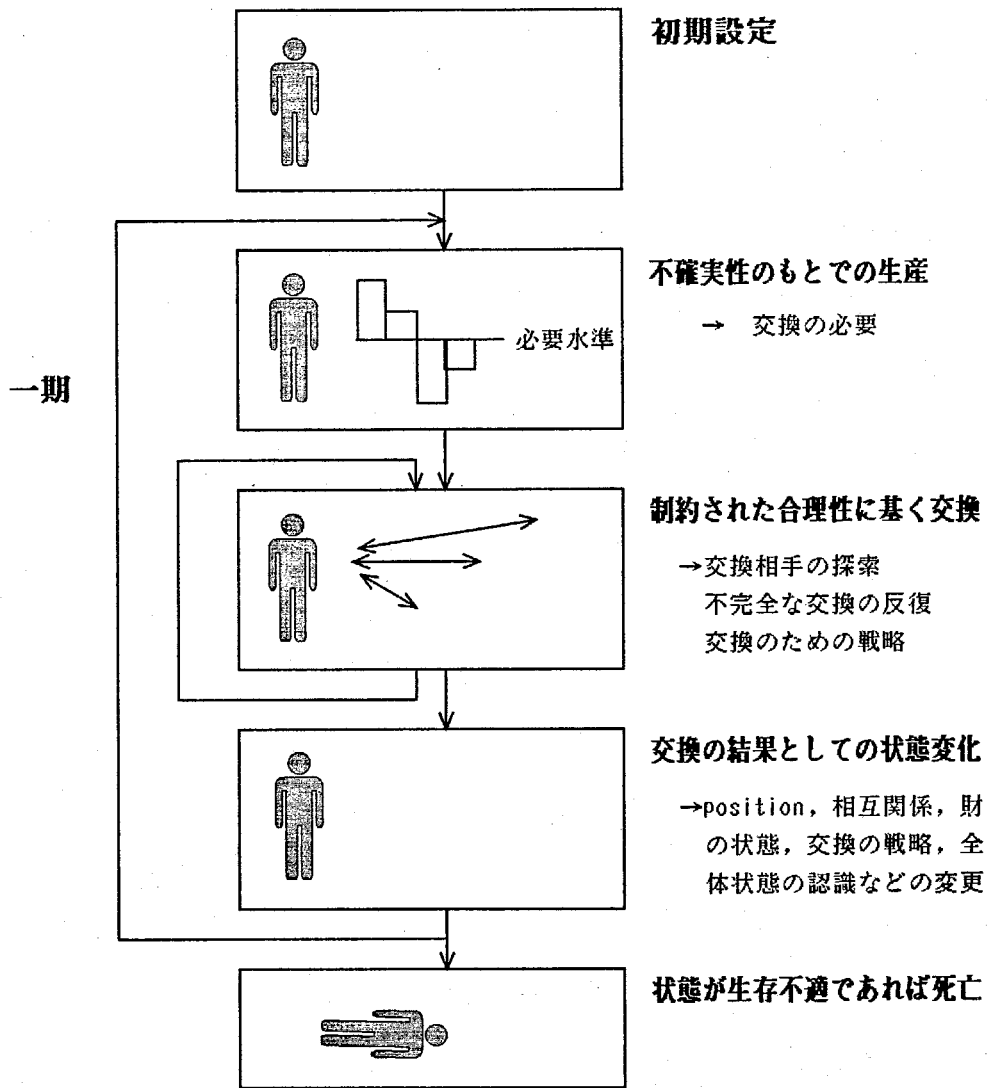 初期設定
不確実性のもとでの生産
→ 交換の必要
必要水準
一期
制約された合理性に基く交換
→交換相手の探索
不完全な交換の反復
交換のための戦略
交換の結果としての状態変化
→position，相互関係，財
の状態，交換の戦略，全
体状態の認識などの変更
状態が生存不適であれば死亡